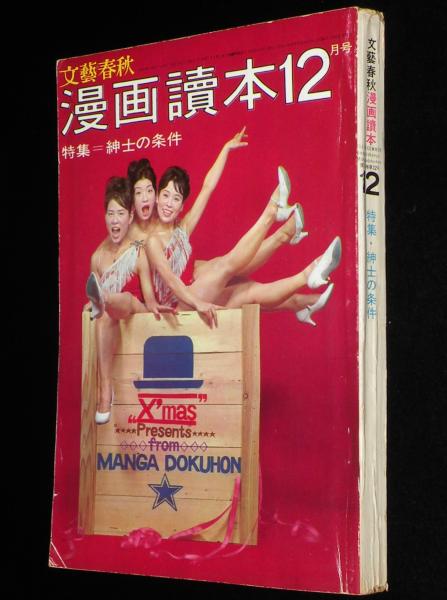 文藝春秋
漫画讀本12
月号
特集=紳士の条件
"X'mas"
****Presents****
◇◇◇from◇◇◇
MANGA DOKUHON
文藝春秋漫画讀本
12
特集・紳士の条件